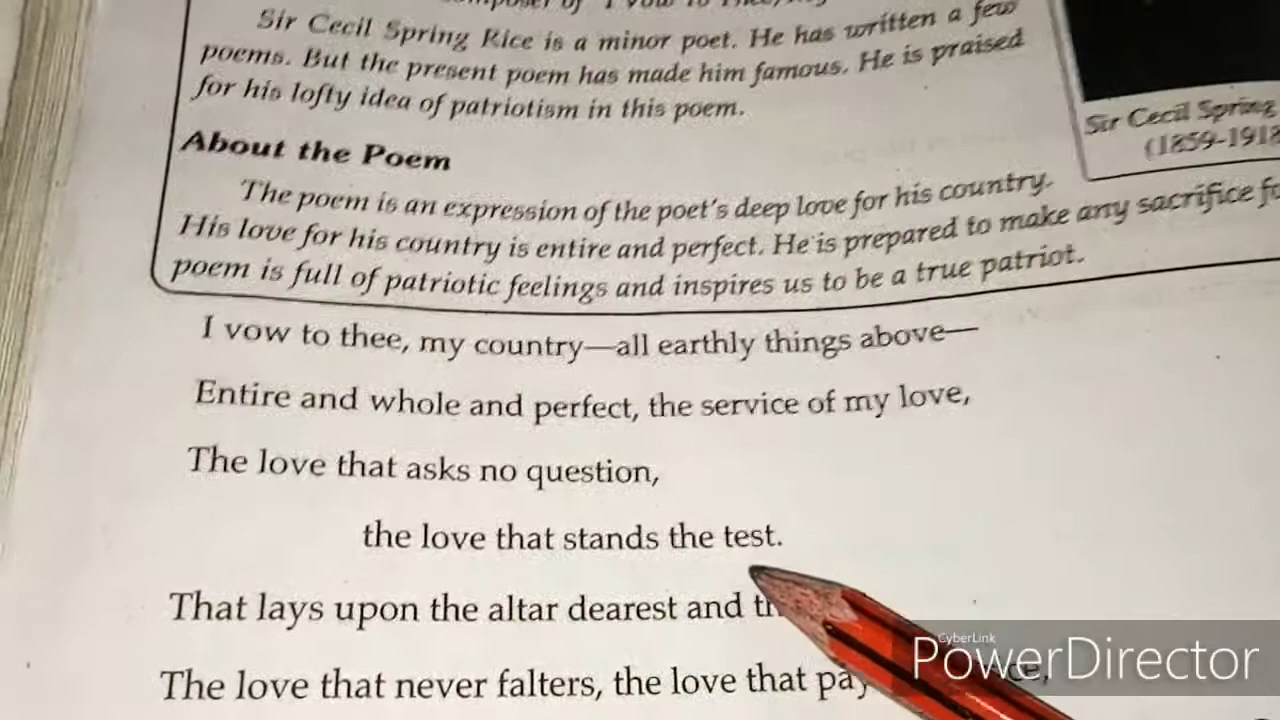 Sir Cecil Spring Rice is a minor poet. He has written a few
poems. But the present poem has made him famous. He is praised
for his lofty idea of patriotism in this poem.
Sir Cecil Spring
(1859-1918
About the Poem
The poem is an expression of the poet's deep love for his country.
His love for his country is entire and perfect. He is prepared to make any sacrifice
poem is full of patriotic feelings and inspires us to be a true patriot.
I vow to thee, my country—all earthly things above—
Entire and whole and perfect, the service of my love,
The love that asks no question,
the love that stands the test.
That lays upon the altar dearest and
The love that never falters, the love that
CyberLink
PowerDirector